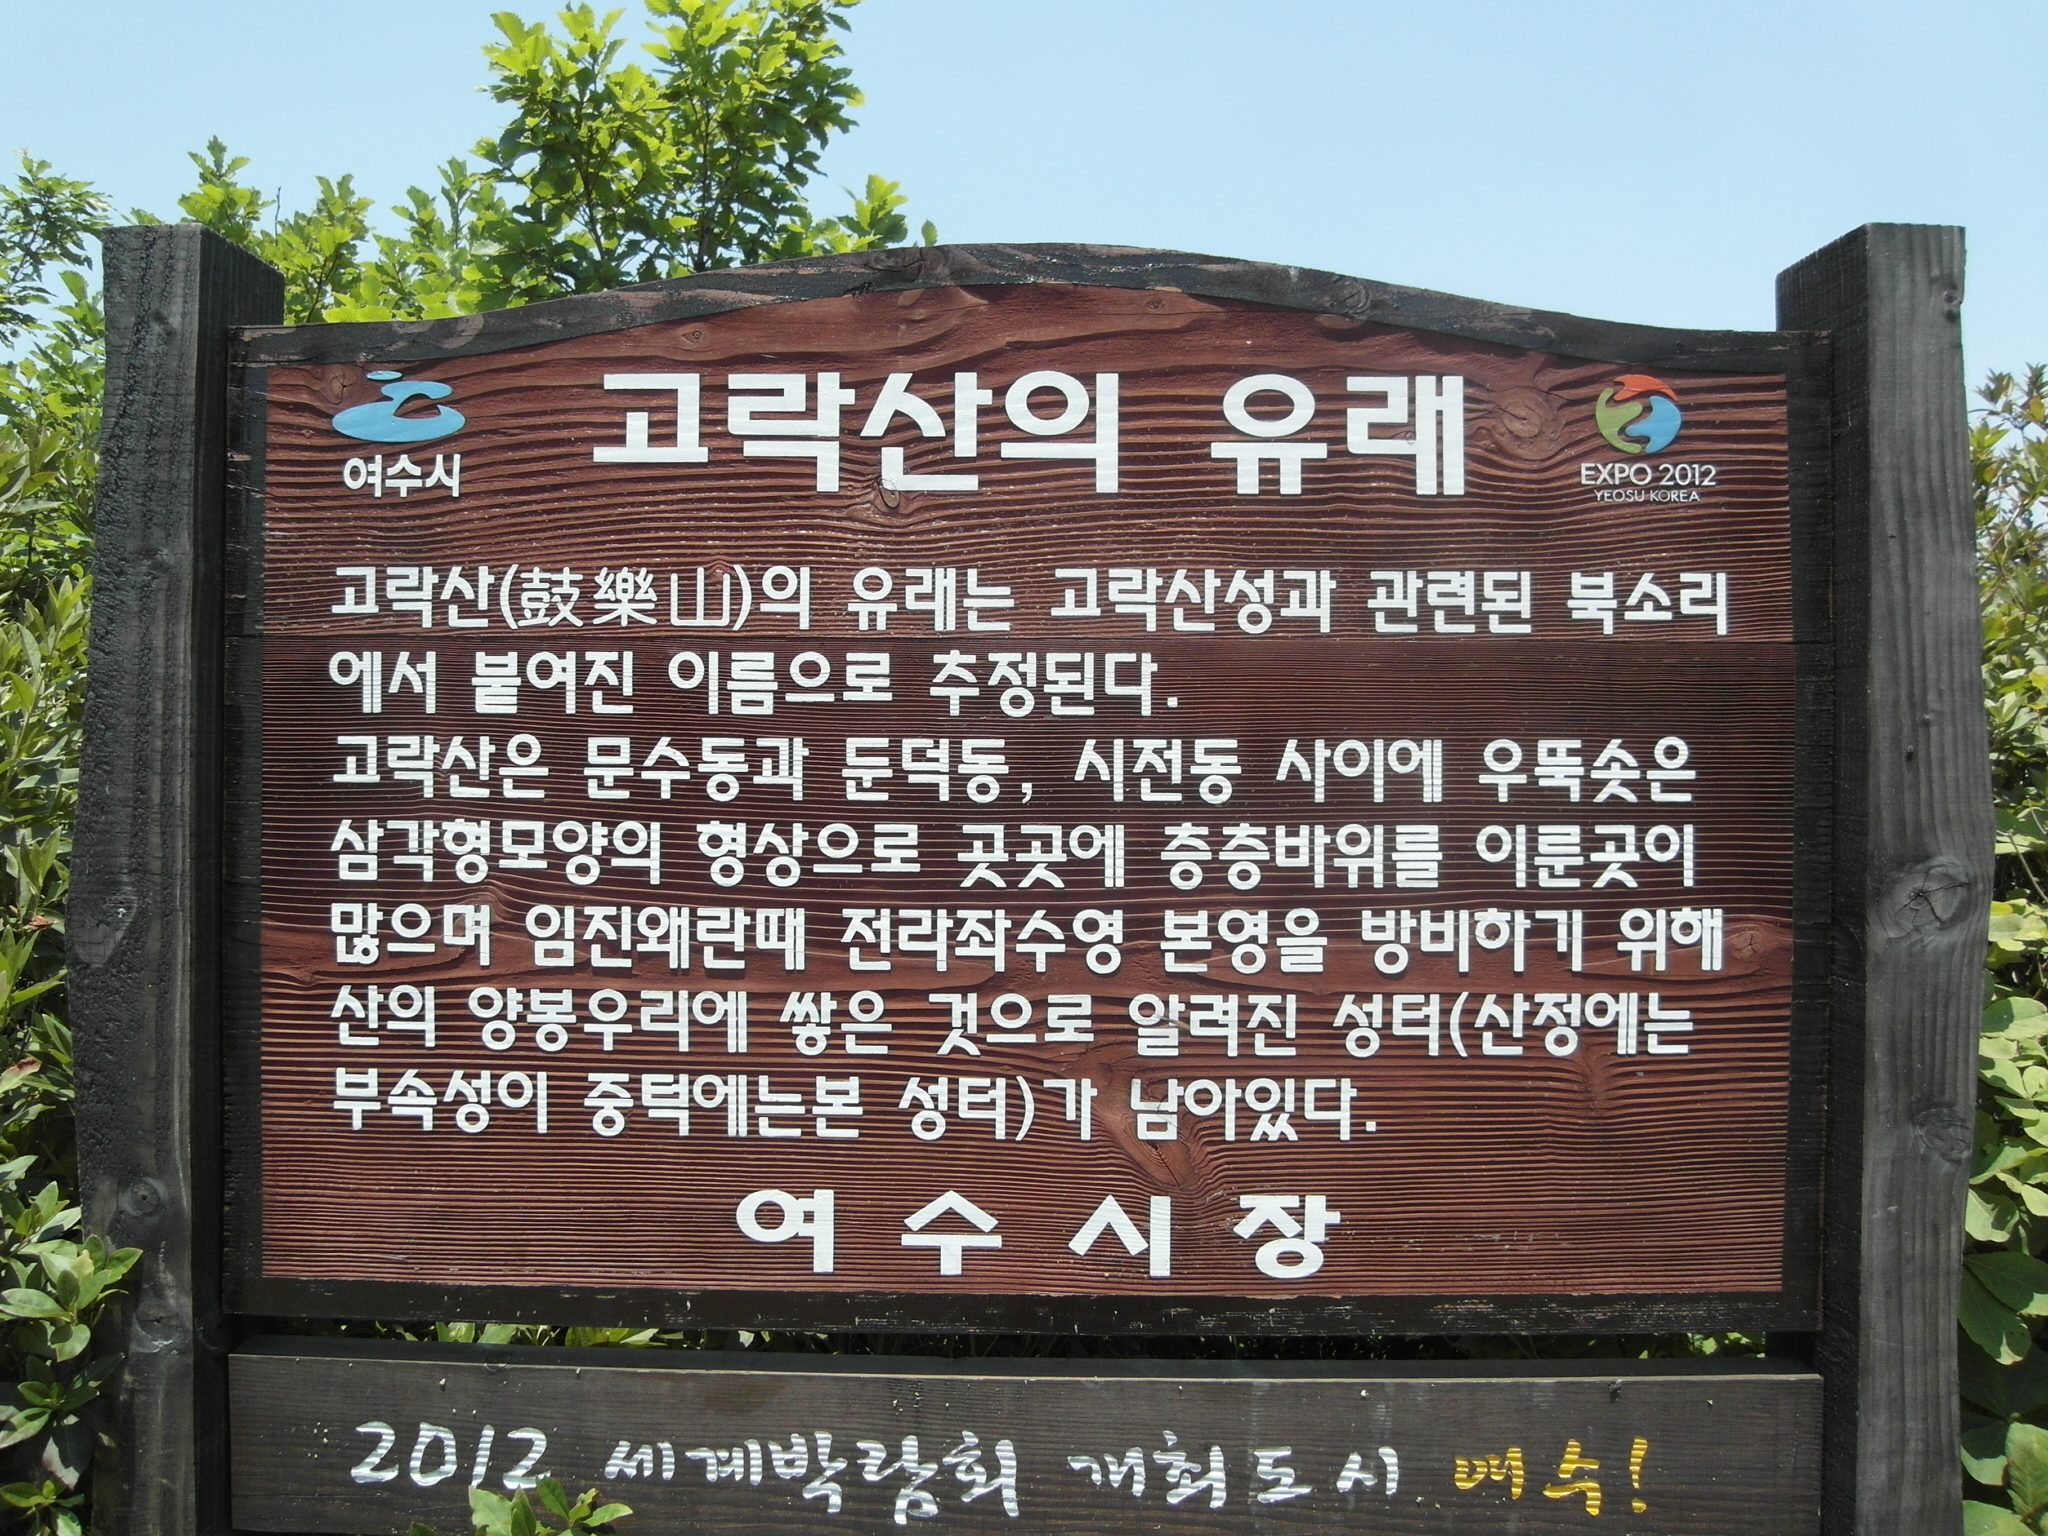 고락산의 유래
여수시
EXPO 2012
YEOSU KOREA
고락산(鼓樂山)의 유래는 고락산성과 관련된 북소리
에서 붙여진 이름으로 추정된다.
고락산은 문수동과 둔덕동, 시전동 사이에 우뚝솟은
삼각형모양의 형상으로 곳곳에 층층바위를 이룬곳이
많으며 임진왜란때 전라좌수영 본영을 방비하기 위해
산의 양봉우리에 쌓은 것으로 알려진 성터(산정에는
부속성이 중턱에는본 성터)가 남아있다.
여수시장
2012 세계박람회 개최도시 여수!